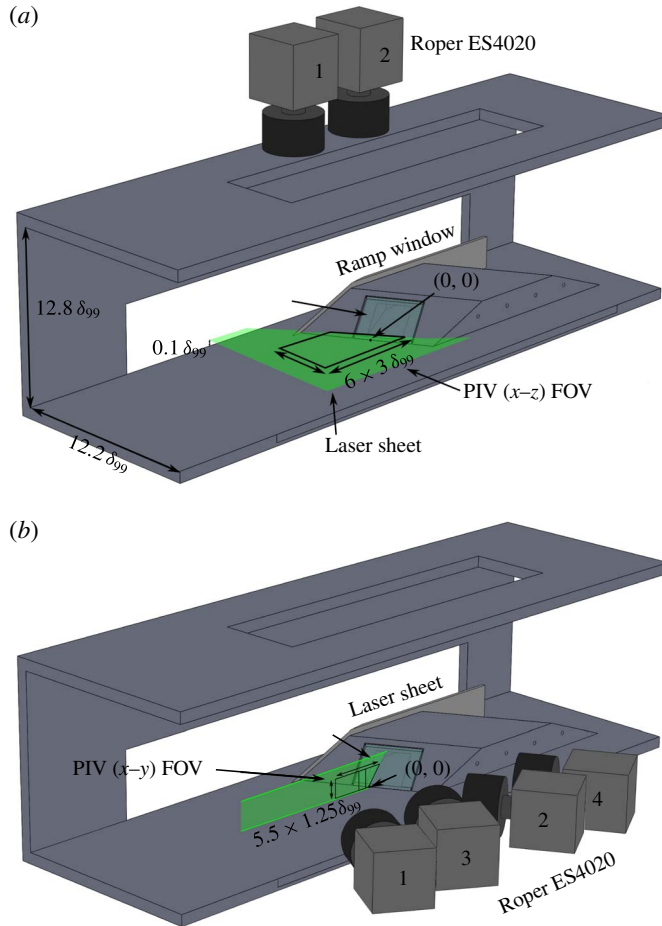 (a)
Roper ES4020
1
2
Ramp window
(0, 0)
12.8 δ99
0.1 δ99
6 × 3 δ99
PIV (x–z) FOV
Laser sheet
12.2 δ99
(b)
Laser sheet
PIV (x–y) FOV
(0, 0)
5.5 × 1.25δ99
4
2
3
1
Roper ES4020